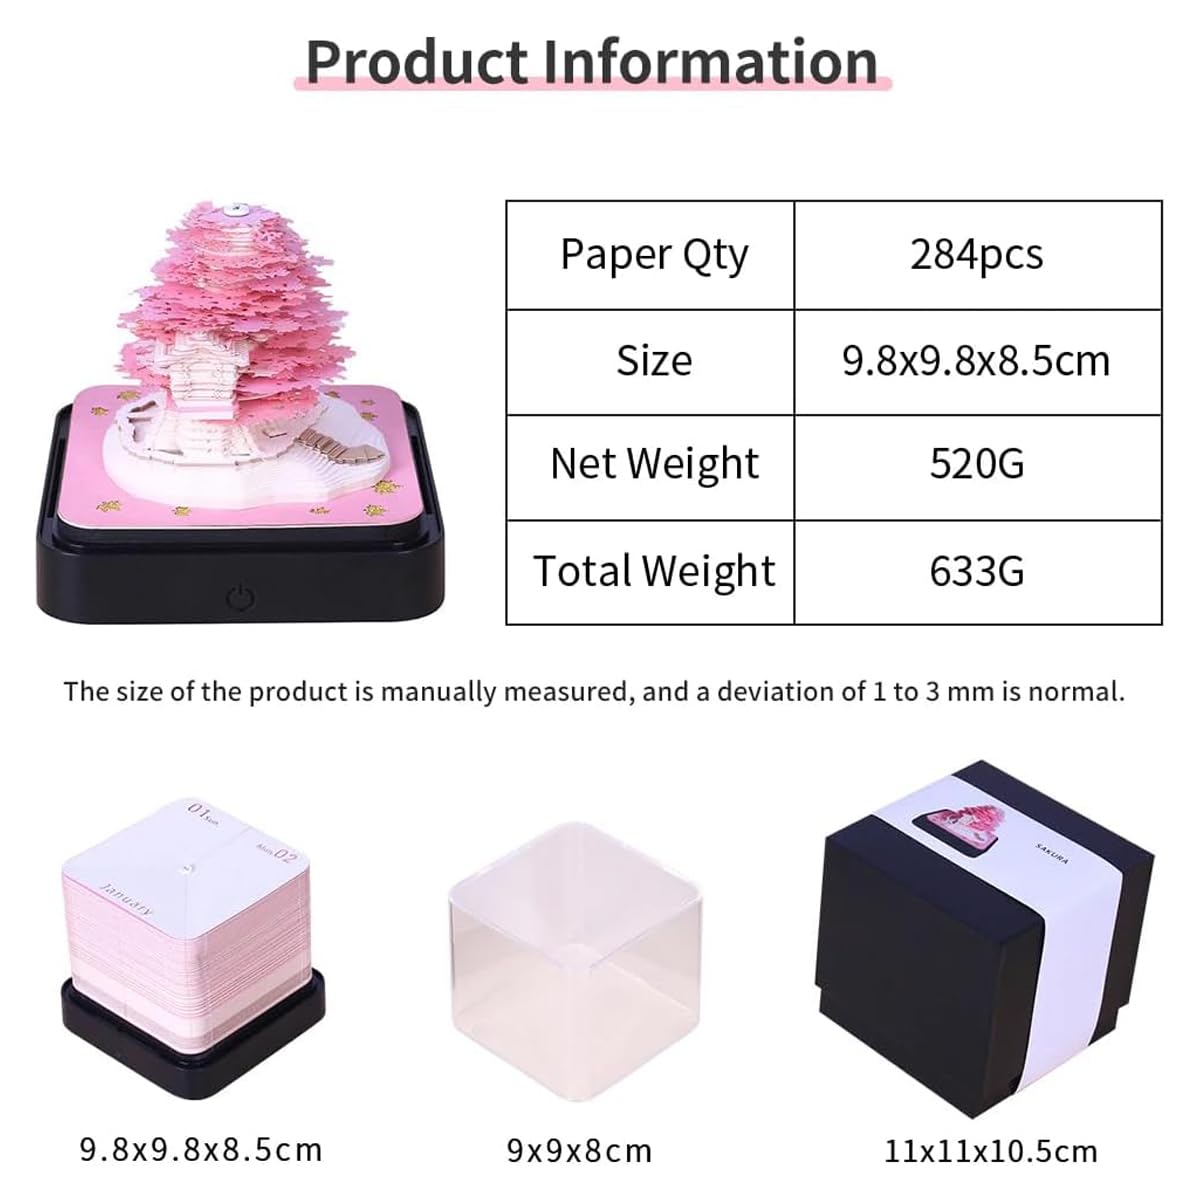 Product Information
Paper Qty 284pcs
Size 9.8x9.8x8.5cm
Net Weight 520G
Total Weight 633G
The size of the product is manually measured, and a deviation of 1 to 3 mm is normal.
01 Sun.
Mon. 02
January
SAKURA
9.8x9.8x8.5cm
9x9x8cm
11x11x10.5cm